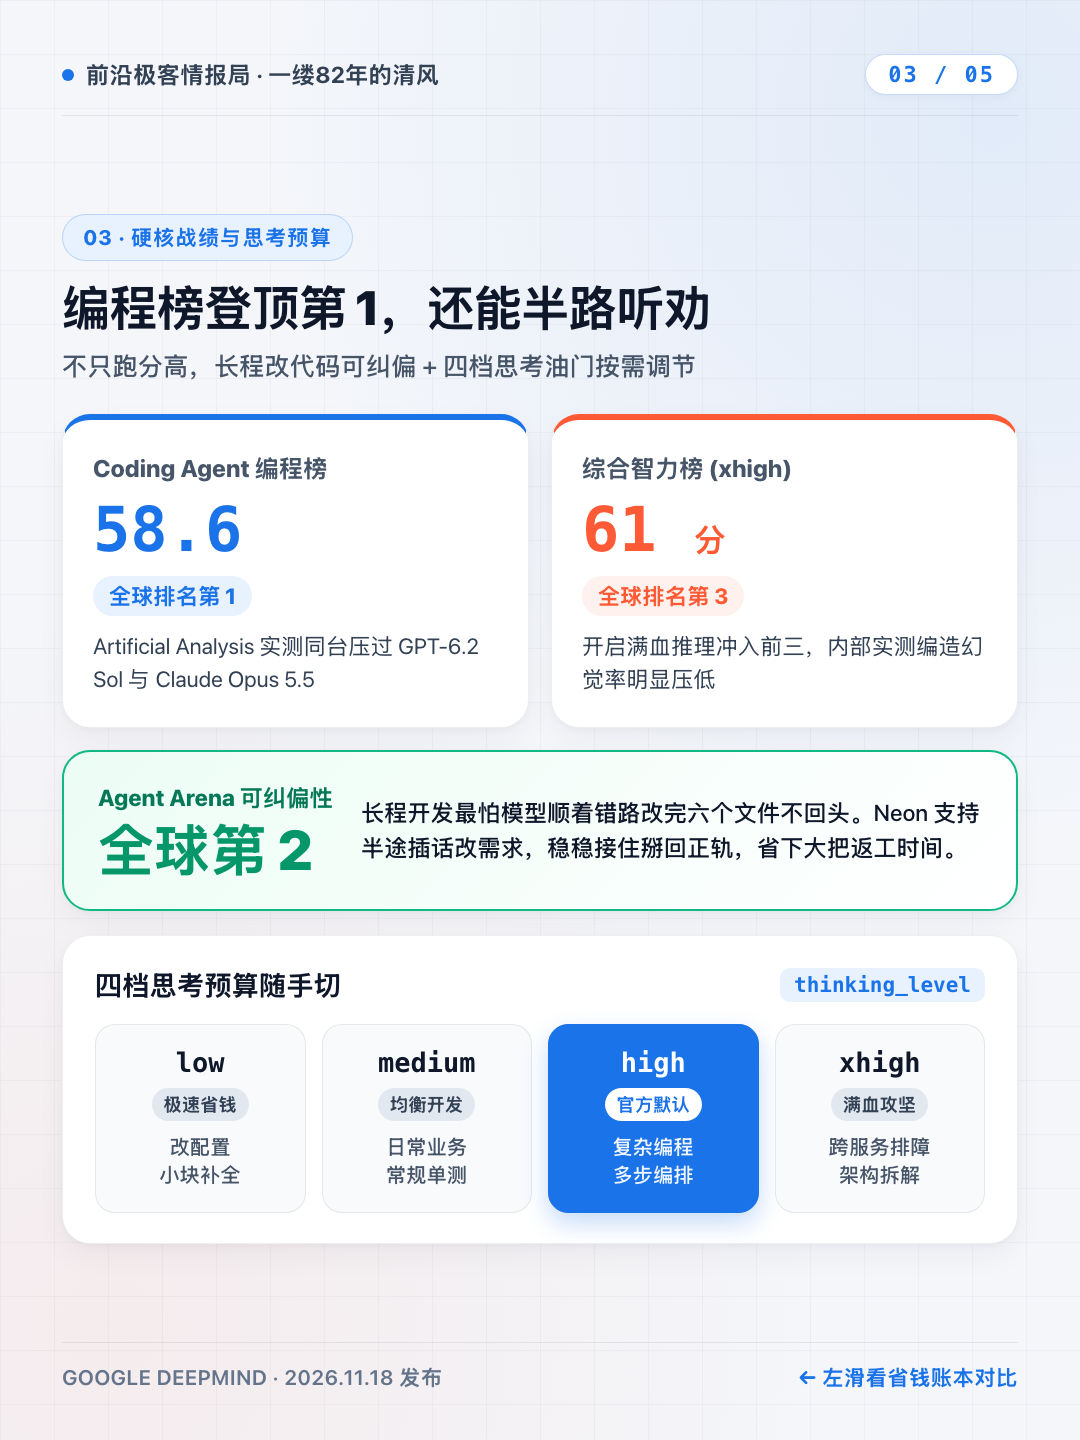 前沿极客情报局 · 一缕82年的清风
03 / 05
03 · 硬核战绩与思考预算
编程榜登顶第 1，还能半路听劝
不只跑分高，长程改代码可纠偏 + 四档思考油门按需调节
Coding Agent 编程榜
58.6
全球排名第 1
Artificial Analysis 实测同台压过 GPT-6.2
Sol 与 Claude Opus 5.5
综合智力榜 (xhigh)
61 分
全球排名第 3
开启满血推理冲入前三，内部实测编造幻
觉率明显压低
Agent Arena 可纠偏性
全球第 2
长程开发最怕模型顺着错路改完六个文件不回头。Neon 支持
半途插话改需求，稳稳接住掰回正轨，省下大把返工时间。
四档思考预算随手切
thinking_level
low
极速省钱
改配置
小块补全
medium
均衡开发
日常业务
常规单测
high
官方默认
复杂编程
多步编排
xhigh
满血攻坚
跨服务排障
架构拆解
GOOGLE DEEPMIND · 2026.11.18 发布
← 左滑看省钱账本对比